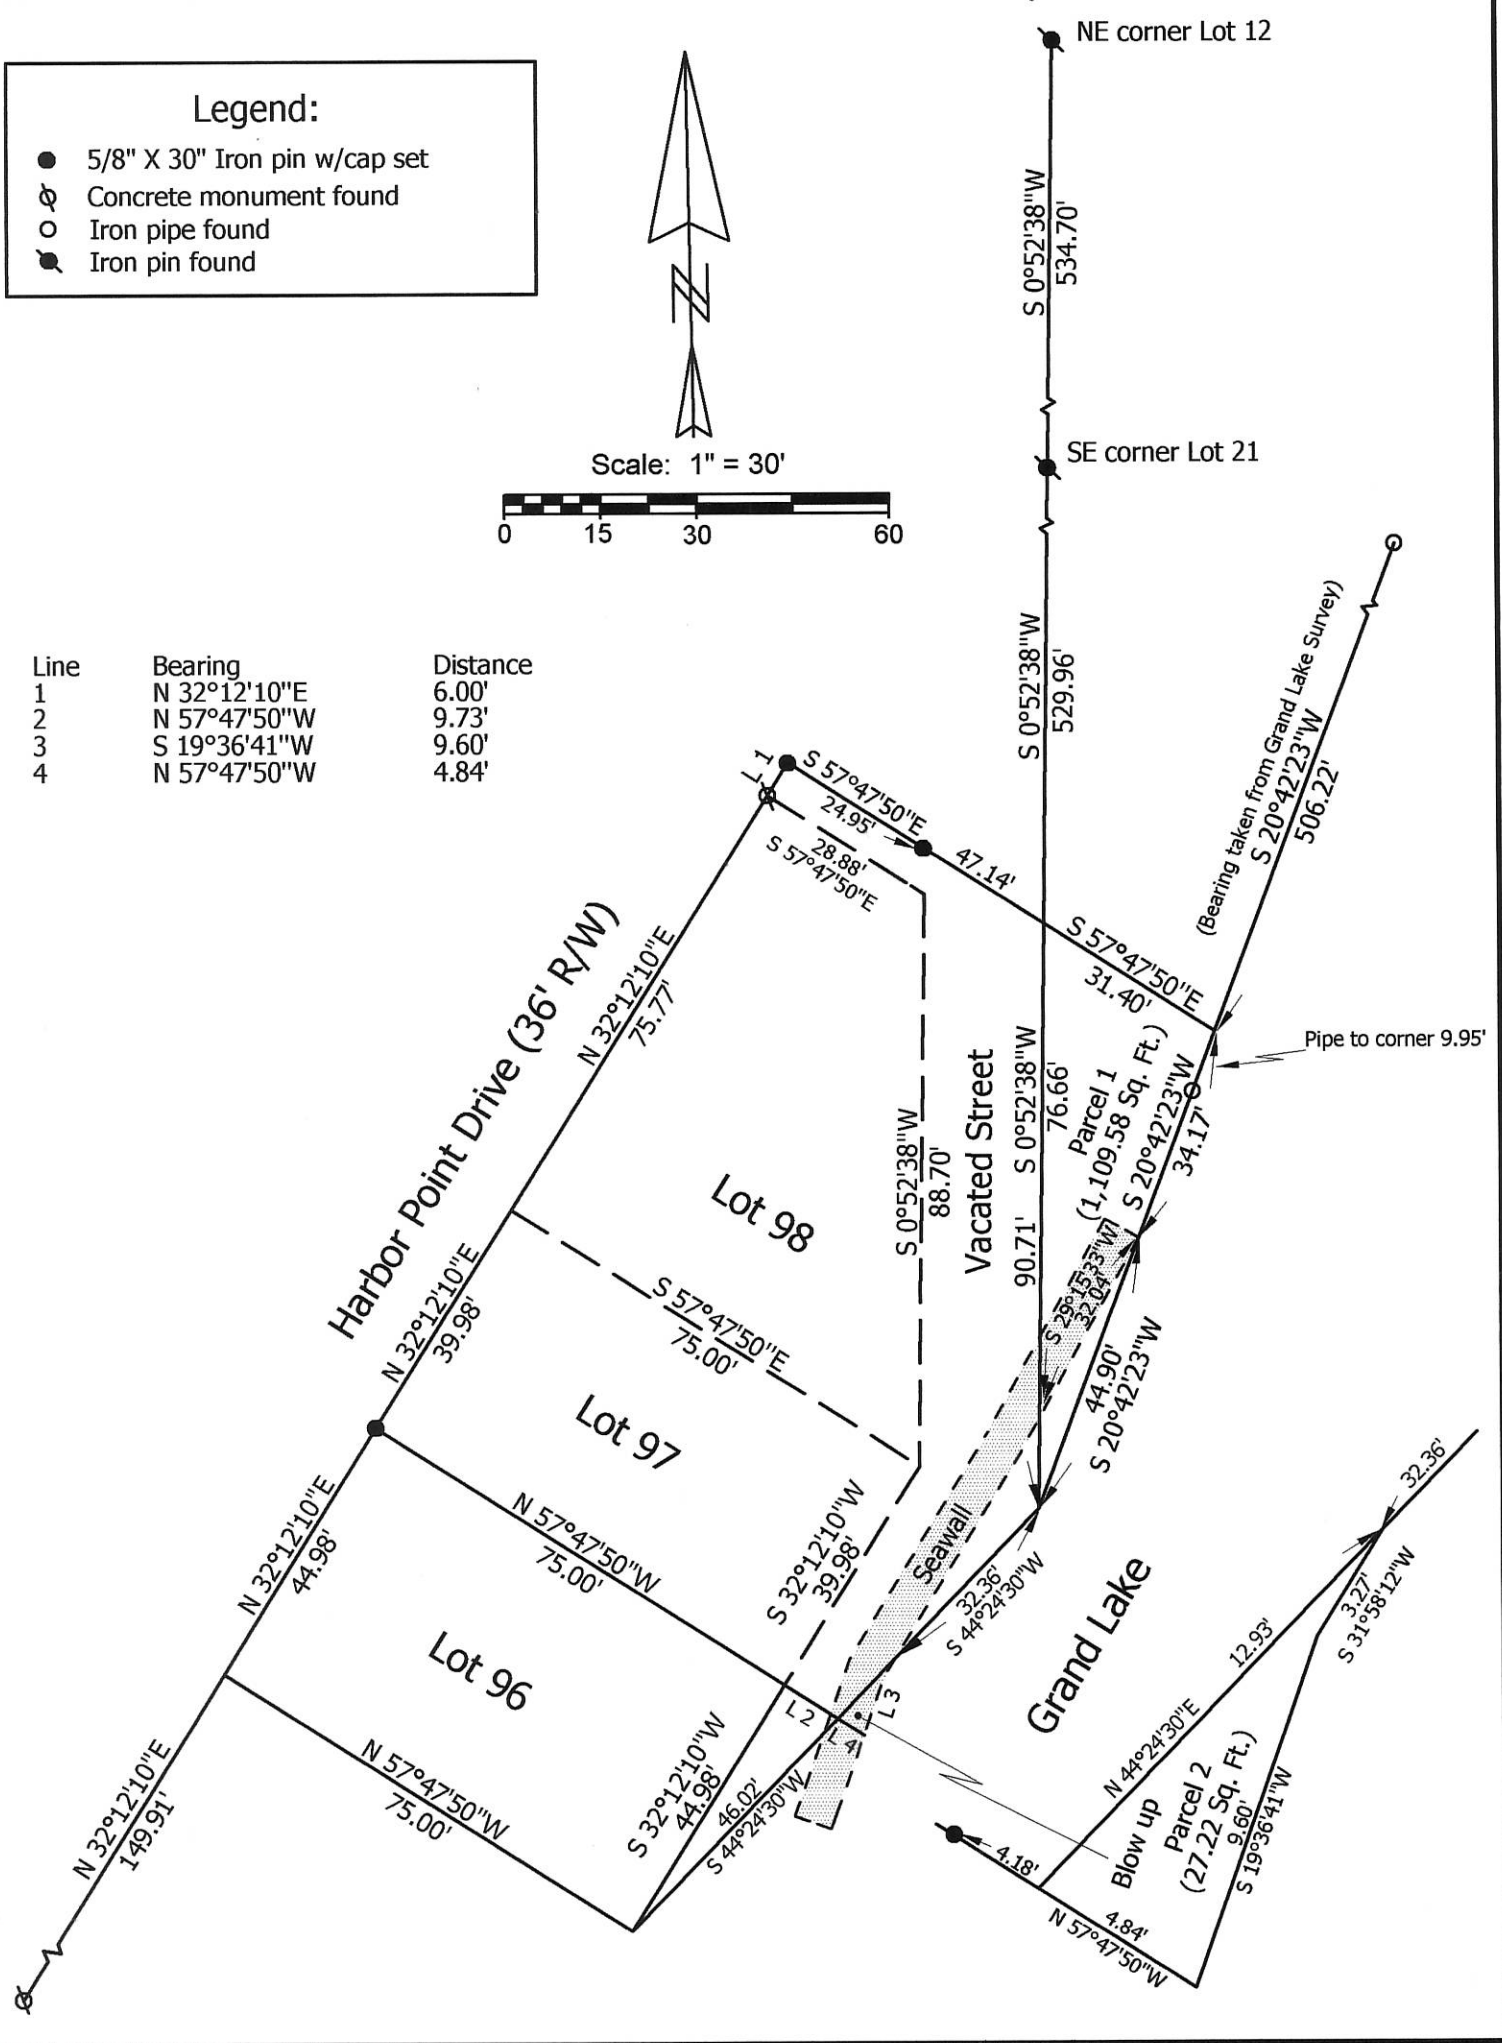 NE corner Lot 12
Legend:
5/8" X 30" Iron pin w/cap set
Concrete monument found
Iron pipe found
Iron pin found
N
S 0°52'38"W
534.70'
Scale: 1" = 30'
0 15 30 60
SE corner Lot 21
Line Bearing Distance
1 N 32°12'10"E 6.00'
2 N 57°47'50"W 9.73'
3 S 19°36'41"W 9.60'
4 N 57°47'50"W 4.84'
S 0°52'38"W
529.96'
(Bearing taken from Grand Lake Survey)
S 20°42'23"W
506.22'
L 1
S 57°47'50"E
24.95'
28.88'
S 57°47'50"E
47.14'
S 57°47'50"E
31.40'
Pipe to corner 9.95'
Harbor Point Drive (36' R/W)
N 32°12'10"E
75.77'
Lot 98
S 0°52'38"W
88.70'
Vacated Street
S 0°52'38"W
76.66'
90.71'
Parcel 1
(1,109.58 Sq. Ft.)
S 20°42'23"W
34.17'
S 29°15'33"W
32.04'
44.90'
S 20°42'23"W
N 32°12'10"E
39.98'
S 57°47'50"E
75.00'
Lot 97
N 57°47'50"W
75.00'
S 32°12'10"W
39.98'
Seawall
32.36'
S 44°24'30"W
Grand Lake
N 32°12'10"E
44.98'
Lot 96
L 2
L 3
L 4
N 57°47'50"W
75.00'
S 32°12'10"W
44.98'
46.02'
S 44°24'30"W
N 32°12'10"E
149.91'
32.36'
3.27'
S 31°58'12"W
12.93'
N 44°24'30"E
Blow up
Parcel 2
(27.22 Sq. Ft.)
9.60'
S 19°36'41"W
4.18'
4.84'
N 57°47'50"W